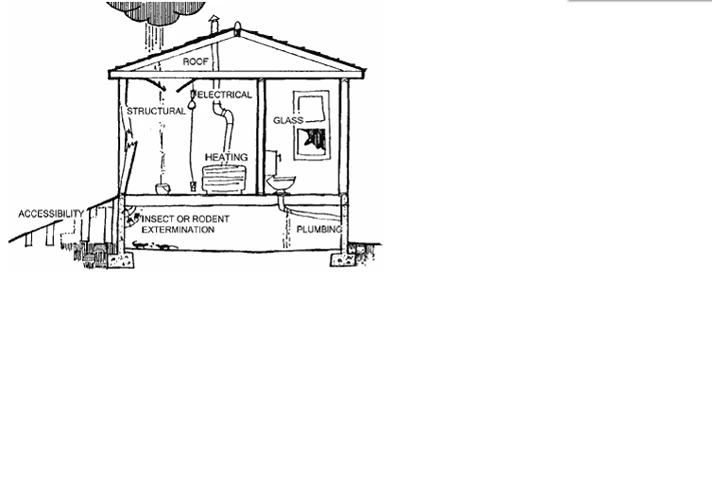 ROOF
ELECTRICAL
STRUCTURAL
GLASS
HEATING
ACCESSIBILITY
INSECT OR RODENT
EXTERMINATION
PLUMBING